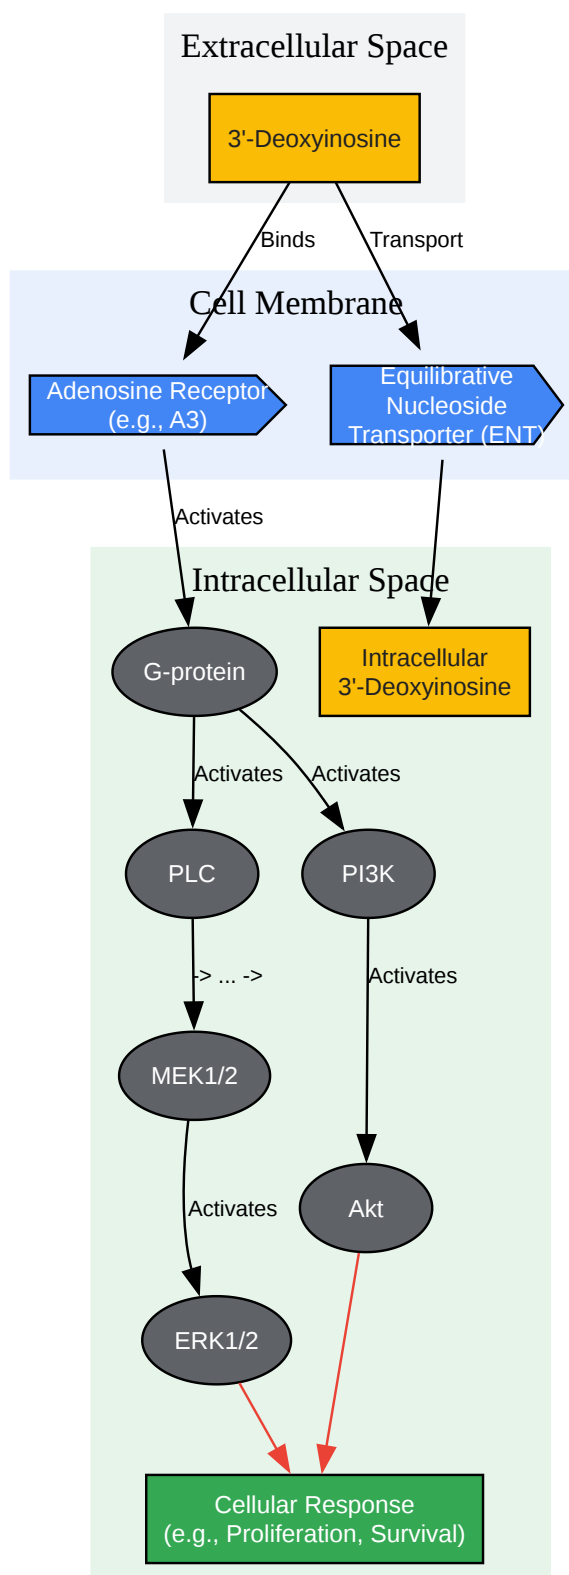 Extracellular Space
3'-Deoxyinosine
Binds
Transport
Cell Membrane
Adenosine Receptor
(e.g., A3)
Equilibrative
Nucleoside
Transporter (ENT)
Activates
Intracellular Space
G-protein
Intracellular
3'-Deoxyinosine
Activates
Activates
PLC
PI3K
-> ... ->
Activates
MEK1/2
Activates
Akt
ERK1/2
Cellular Response
(e.g., Proliferation, Survival)